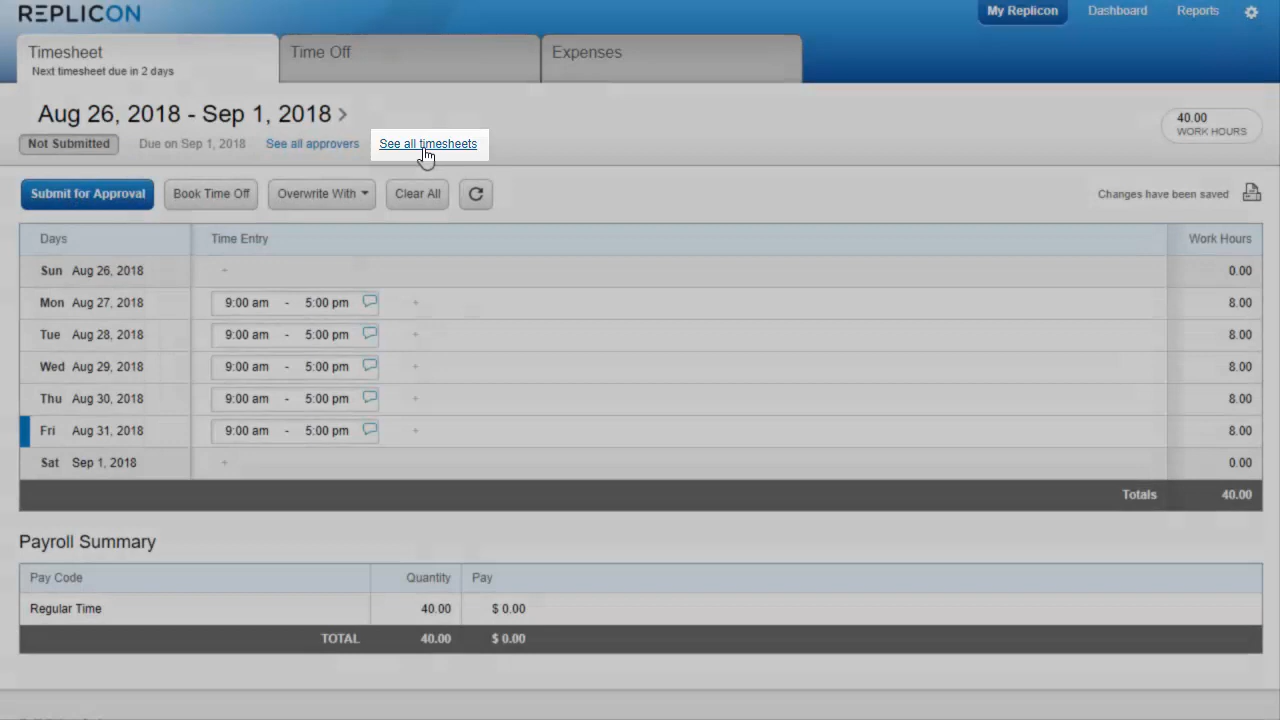 REPLICON
My Replicon
Dashboard
Reports
Timesheet
Next timesheet due in 2 days
Time Off
Expenses
Aug 26, 2018 - Sep 1, 2018 >
Not Submitted
Due on Sep 1, 2018
See all approvers
See all timesheets
40.00
WORK HOURS
Submit for Approval
Book Time Off
Overwrite With
Clear All
Changes have been saved
Days Time Entry Work Hours
Sun Aug 26, 2018 + 0.00
Mon Aug 27, 2018 9:00 am - 5:00 pm + 8.00
Tue Aug 28, 2018 9:00 am - 5:00 pm + 8.00
Wed Aug 29, 2018 9:00 am - 5:00 pm + 8.00
Thu Aug 30, 2018 9:00 am - 5:00 pm + 8.00
Fri Aug 31, 2018 9:00 am - 5:00 pm + 8.00
Sat Sep 1, 2018 + 0.00
Totals 40.00
Payroll Summary
Pay Code Quantity Pay
Regular Time 40.00 $ 0.00
TOTAL 40.00 $ 0.00